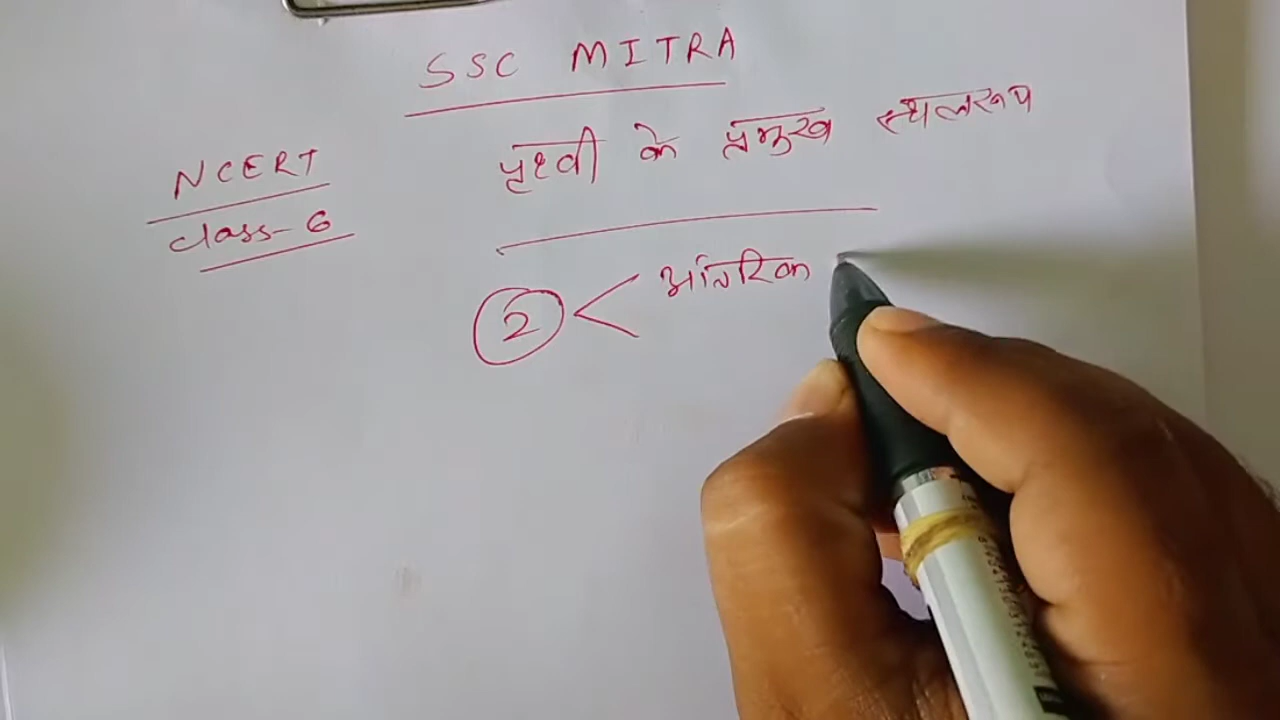 SSC MITRA
पृथ्वी के प्रमुख स्थलरूप
NCERT
class-6
2 < आंतरिक